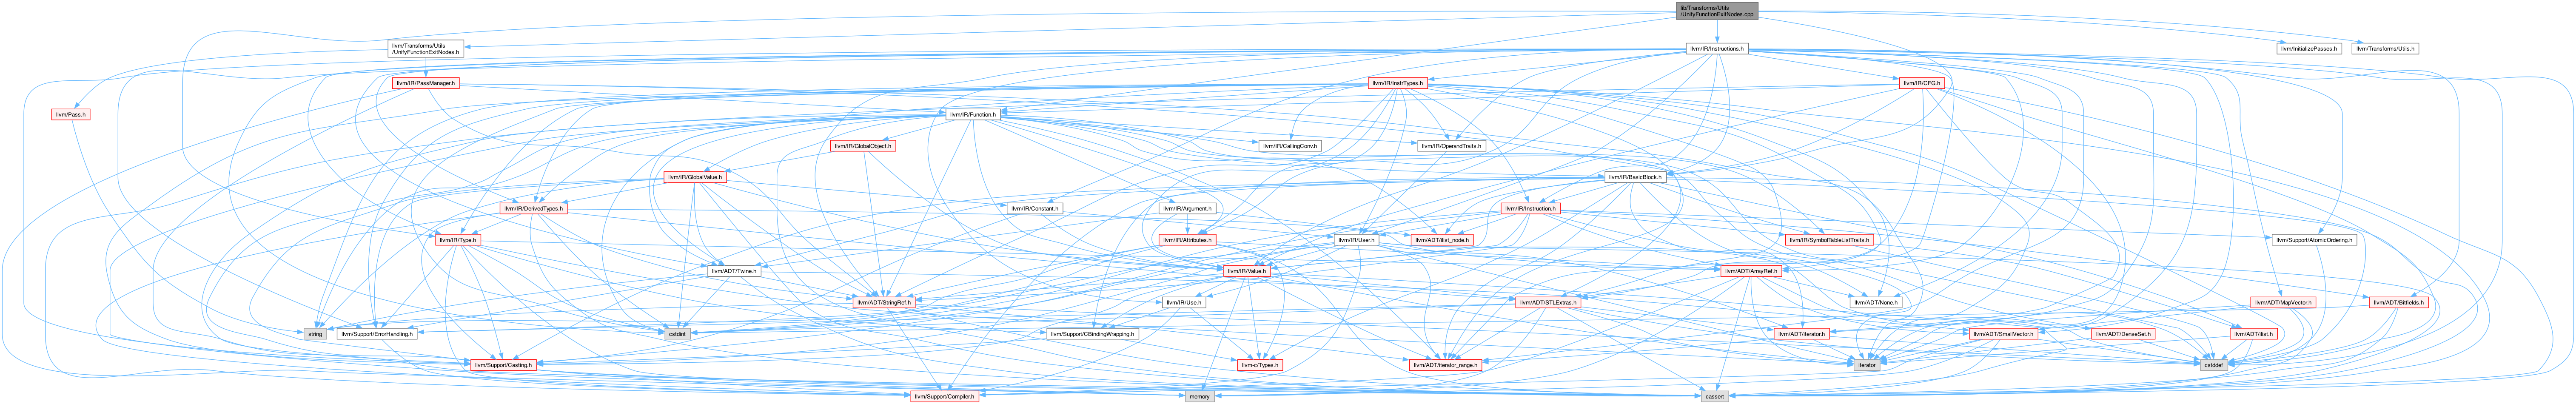 lib/Transforms/Utils
/UnifyFunctionExitNodes.cpp
llvm/Transforms/Utils
/UnifyFunctionExitNodes.h
llvm/IR/Instructions.h
llvm/InitializePasses.h
llvm/Transforms/Utils.h
llvm/IR/PassManager.h
llvm/IR/InstrTypes.h
llvm/IR/CFG.h
llvm/Pass.h
llvm/IR/Function.h
llvm/IR/GlobalObject.h
llvm/IR/CallingConv.h
llvm/IR/OperandTraits.h
llvm/IR/GlobalValue.h
llvm/IR/BasicBlock.h
llvm/IR/DerivedTypes.h
llvm/IR/Constant.h
llvm/IR/Argument.h
llvm/IR/Instruction.h
llvm/IR/Type.h
llvm/IR/Attributes.h
llvm/ADT/ilist_node.h
llvm/IR/User.h
llvm/IR/SymbolTableListTraits.h
llvm/Support/AtomicOrdering.h
llvm/ADT/Twine.h
llvm/IR/Value.h
llvm/ADT/ArrayRef.h
llvm/ADT/StringRef.h
llvm/IR/Use.h
llvm/ADT/STLExtras.h
llvm/ADT/None.h
llvm/ADT/MapVector.h
llvm/ADT/Bitfields.h
string
llvm/Support/ErrorHandling.h
cstdint
llvm/Support/CBindingWrapping.h
llvm/ADT/iterator.h
llvm/ADT/SmallVector.h
llvm/ADT/DenseSet.h
llvm/ADT/ilist.h
llvm/Support/Casting.h
llvm-c/Types.h
llvm/ADT/iterator_range.h
iterator
cstddef
llvm/Support/Compiler.h
memory
cassert